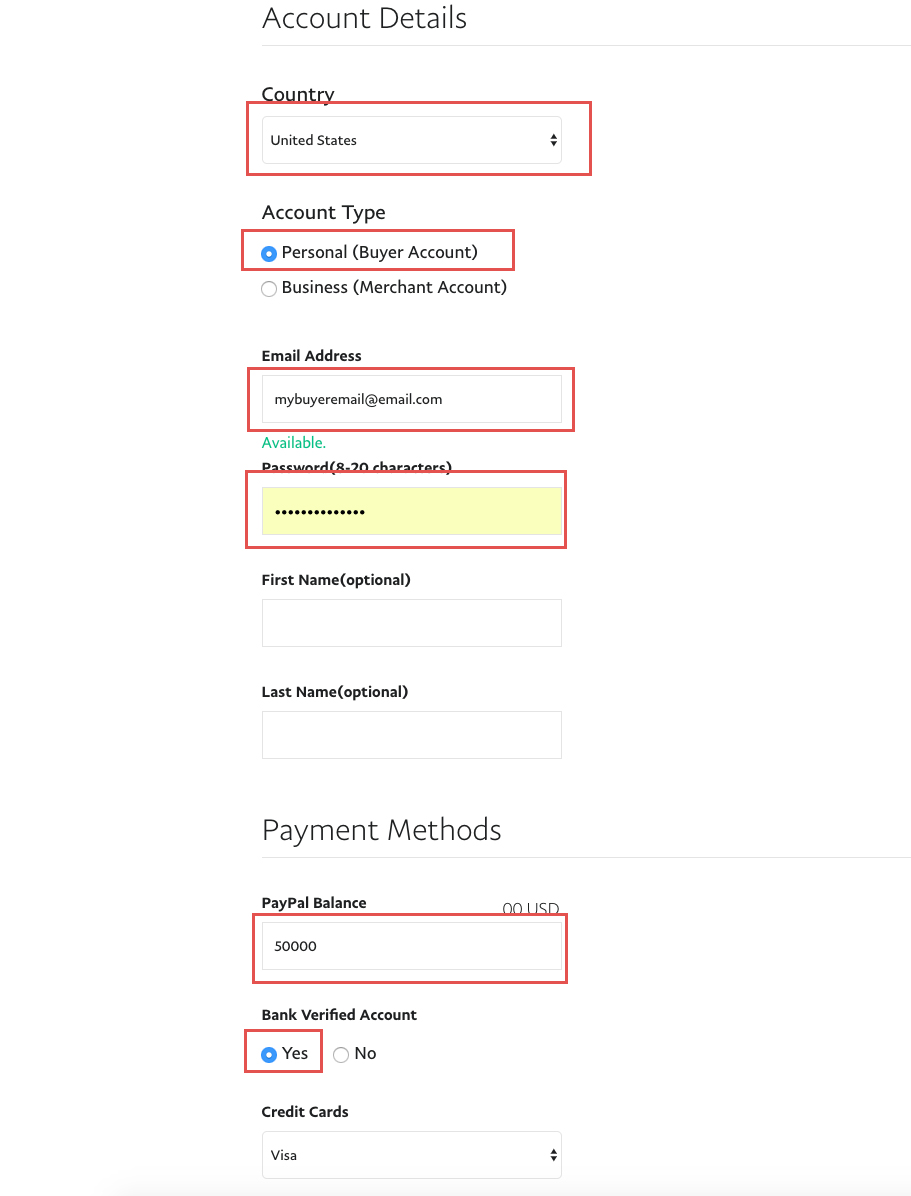 Account Details
Country
United States
Account Type
Personal (Buyer Account)
Business (Merchant Account)
Email Address
mybuyeremail@email.com
Available.
Password(8-20 characters)
••••••••••••••
First Name(optional)
Last Name(optional)
Payment Methods
PayPal Balance
.00 USD
50000
Bank Verified Account
Yes No
Credit Cards
Visa